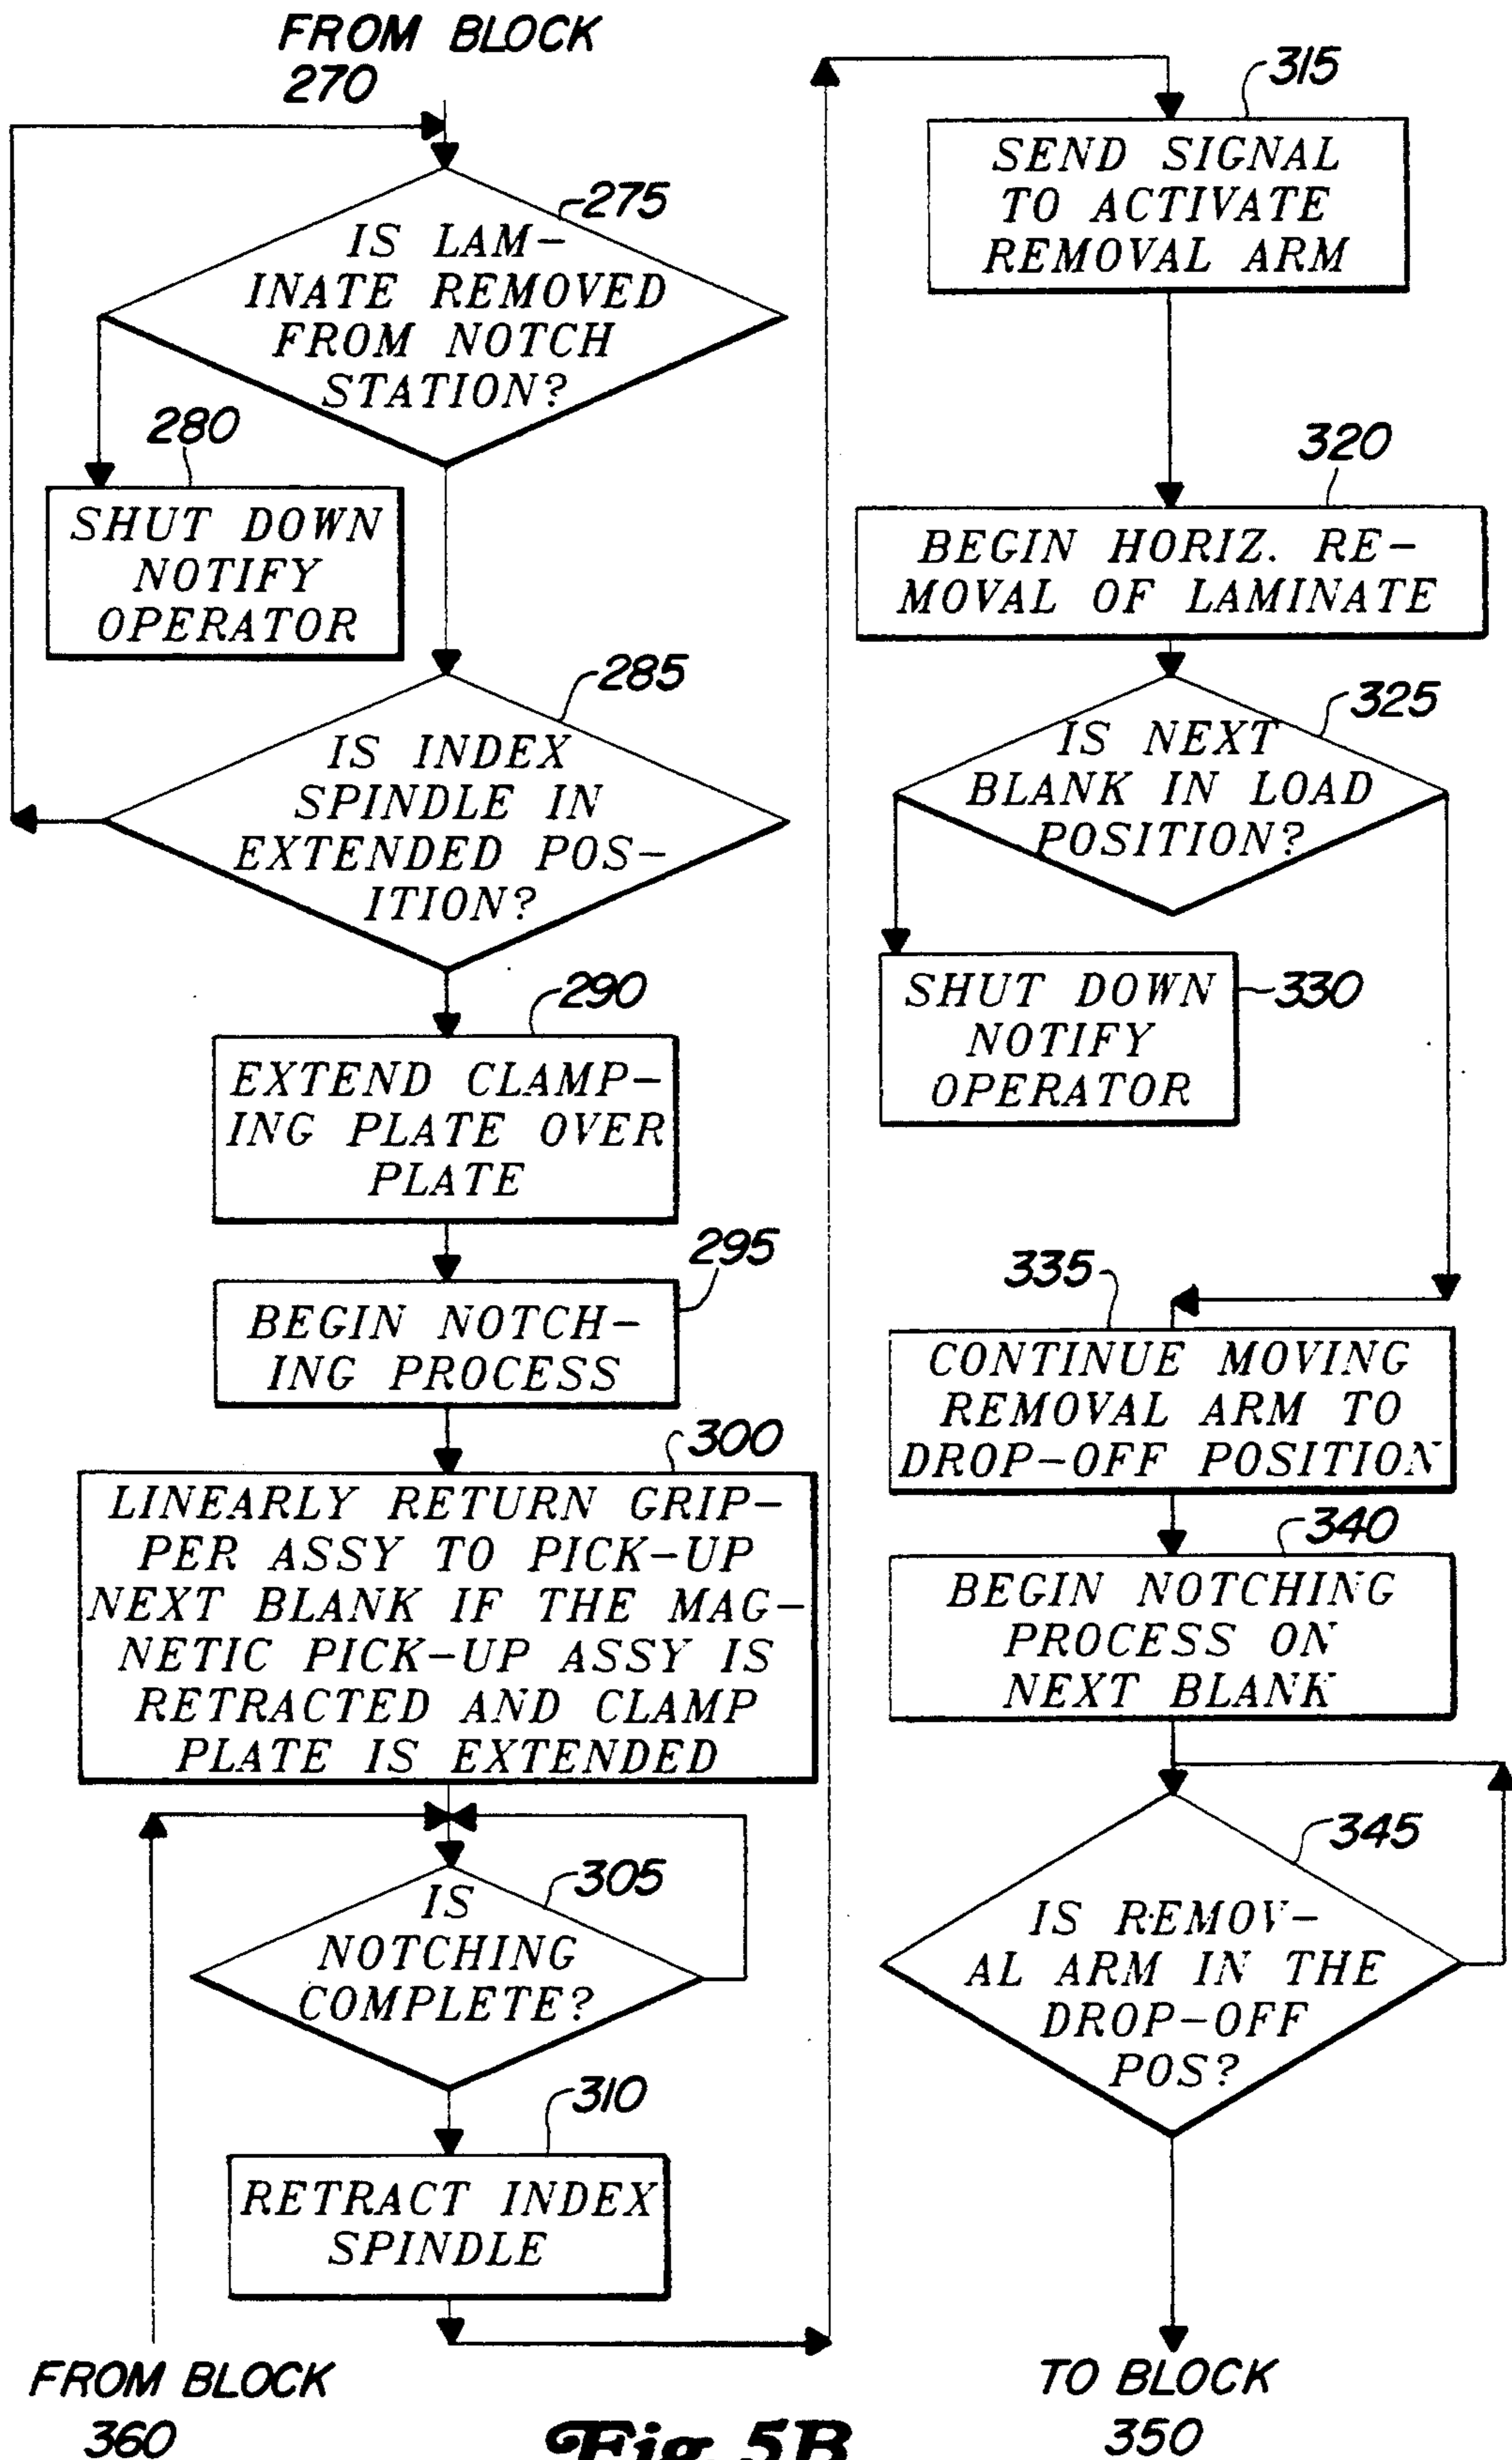 FROM BLOCK
270
275
IS LAM-
INATE REMOVED
FROM NOTCH
STATION?
280
SHUT DOWN
NOTIFY
OPERATOR
285
IS INDEX
SPINDLE IN
EXTENDED POS-
ITION?
290
EXTEND CLAMP-
ING PLATE OVER
PLATE
295
BEGIN NOTCH-
ING PROCESS
300
LINEARLY RETURN GRIP-
PER ASSY TO PICK-UP
NEXT BLANK IF THE MAG-
NETIC PICK-UP ASSY IS
RETRACTED AND CLAMP
PLATE IS EXTENDED
305
IS
NOTCHING
COMPLETE?
310
RETRACT INDEX
SPINDLE
FROM BLOCK
360
315
SEND SIGNAL
TO ACTIVATE
REMOVAL ARM
320
BEGIN HORIZ. RE-
MOVAL OF LAMINATE
325
IS NEXT
BLANK IN LOAD
POSITION?
330
SHUT DOWN
NOTIFY
OPERATOR
335
CONTINUE MOVING
REMOVAL ARM TO
DROP-OFF POSITION
340
BEGIN NOTCHING
PROCESS ON
NEXT BLANK
345
IS REMOV-
AL ARM IN THE
DROP-OFF
POS?
TO BLOCK
350
Fig. 5B